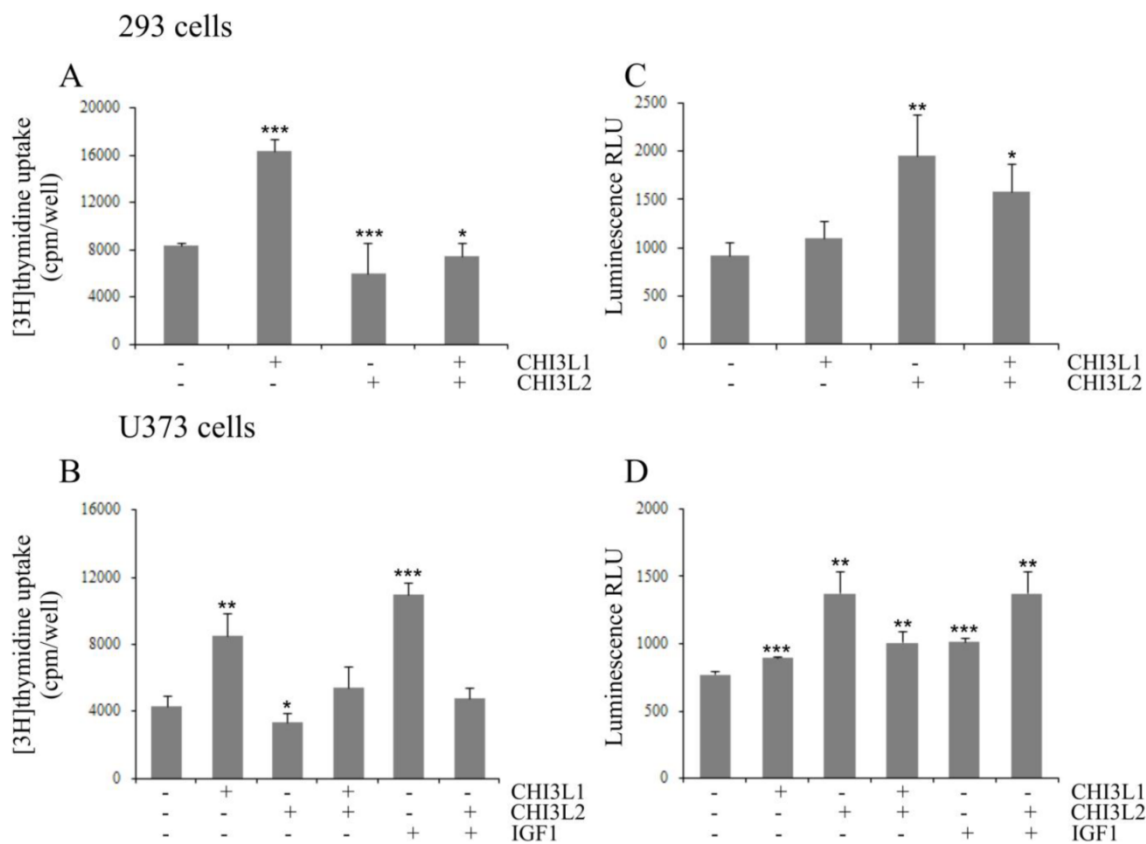 293 cells
A
[3H]thymidine uptake
(cpm/well)
20000
16000
12000
8000
4000
0
***
***
*
- + - + CHI3L1
- - + + CHI3L2
C
Luminescence RLU
2500
2000
1500
1000
500
0
**
*
- + - + CHI3L1
- - + + CHI3L2
U373 cells
B
[3H]thymidine uptake
(cpm/well)
16000
12000
8000
4000
0
**
*
***
- + - + - - CHI3L1
- - + + - + CHI3L2
- - - - + + IGF1
D
Luminescence RLU
2000
1500
1000
500
0
***
**
**
***
**
- + - + - - CHI3L1
- - + + - + CHI3L2
- - - - + + IGF1